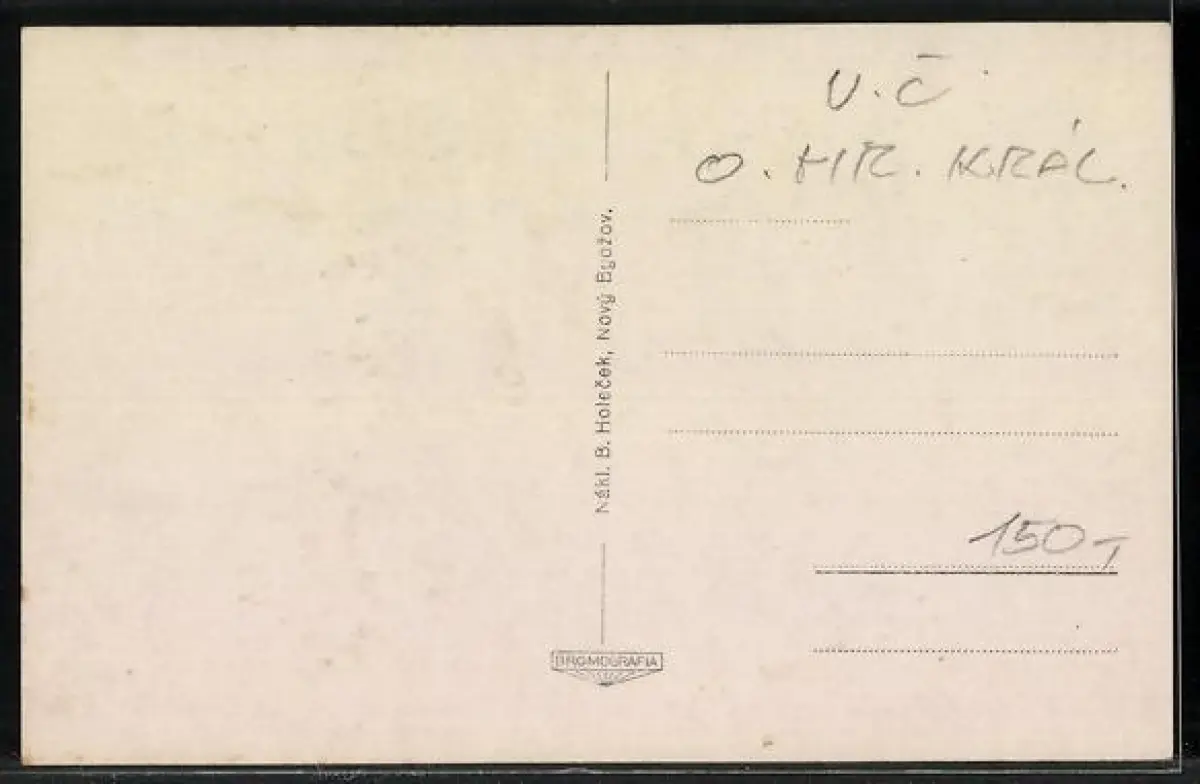 V.Č
O. HR. KRÁL.
Nákl. B. Holeček, Nový Bydžov.
150,-
BROMOGRAFIA